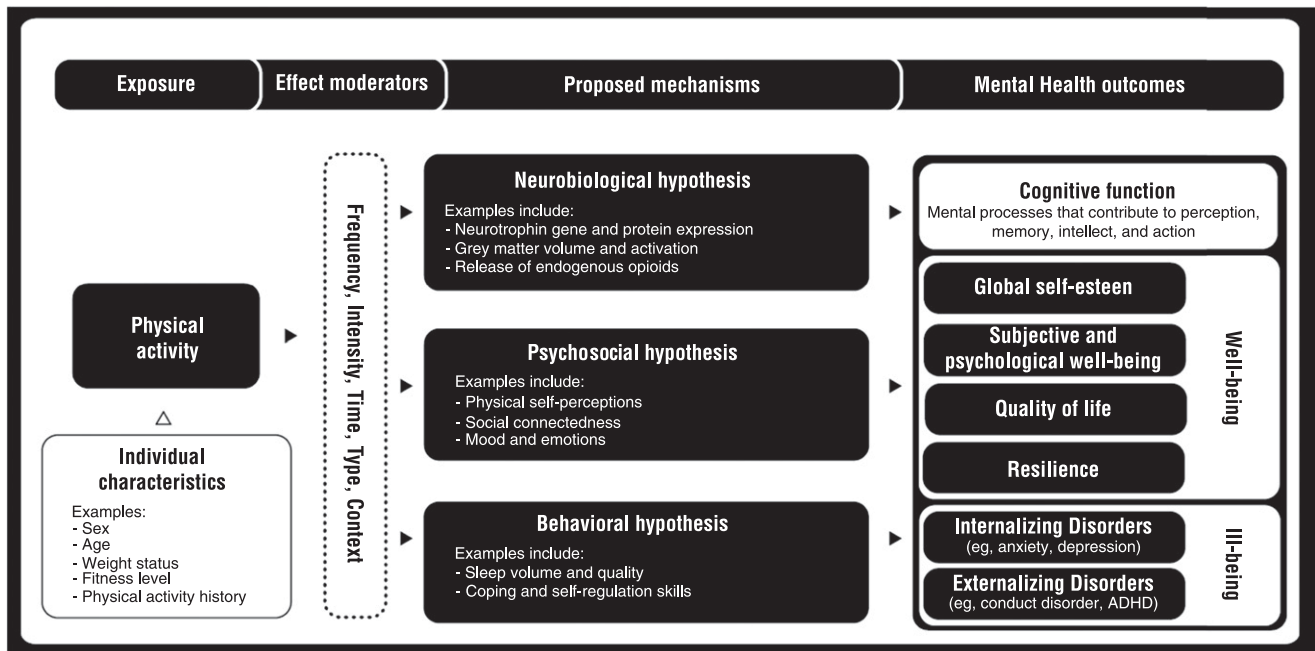 Exposure
Effect moderators
Proposed mechanisms
Mental Health outcomes
Physical
activity
Individual
characteristics
Examples:
- Sex
- Age
- Weight status
- Fitness level
- Physical activity history
Frequency, Intensity, Time, Type, Context
Neurobiological hypothesis
Examples include:
- Neurotrophin gene and protein expression
- Grey matter volume and activation
- Release of endogenous opioids
Psychosocial hypothesis
Examples include:
- Physical self-perceptions
- Social connectedness
- Mood and emotions
Behavioral hypothesis
Examples include:
- Sleep volume and quality
- Coping and self-regulation skills
Cognitive function
Mental processes that contribute to perception,
memory, intellect, and action
Global self-esteen
Subjective and
psychological well-being
Quality of life
Resilience
Well-being
Internalizing Disorders
(eg, anxiety, depression)
Externalizing Disorders
(eg, conduct disorder, ADHD)
Ill-being